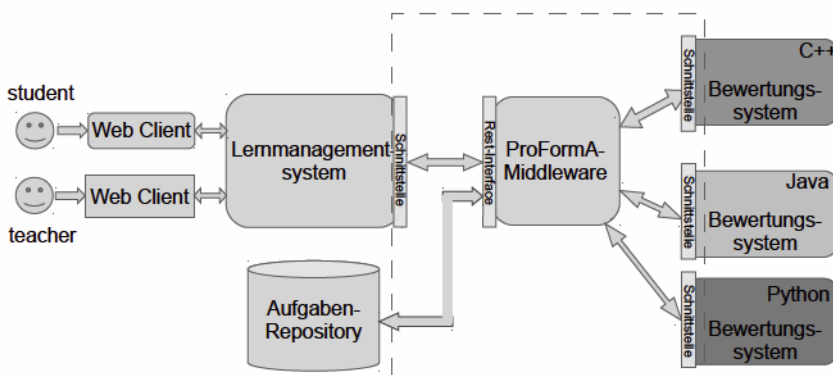 student
Web Client
Web Client
teacher
Lernmanagement-
system
Schnittstelle
Aufgaben-
Repository
Rest-Interface
ProFormA-
Middleware
Schnittstelle
C++
Bewertungs-
system
Schnittstelle
Java
Bewertungs-
system
Schnittstelle
Python
Bewertungs-
system